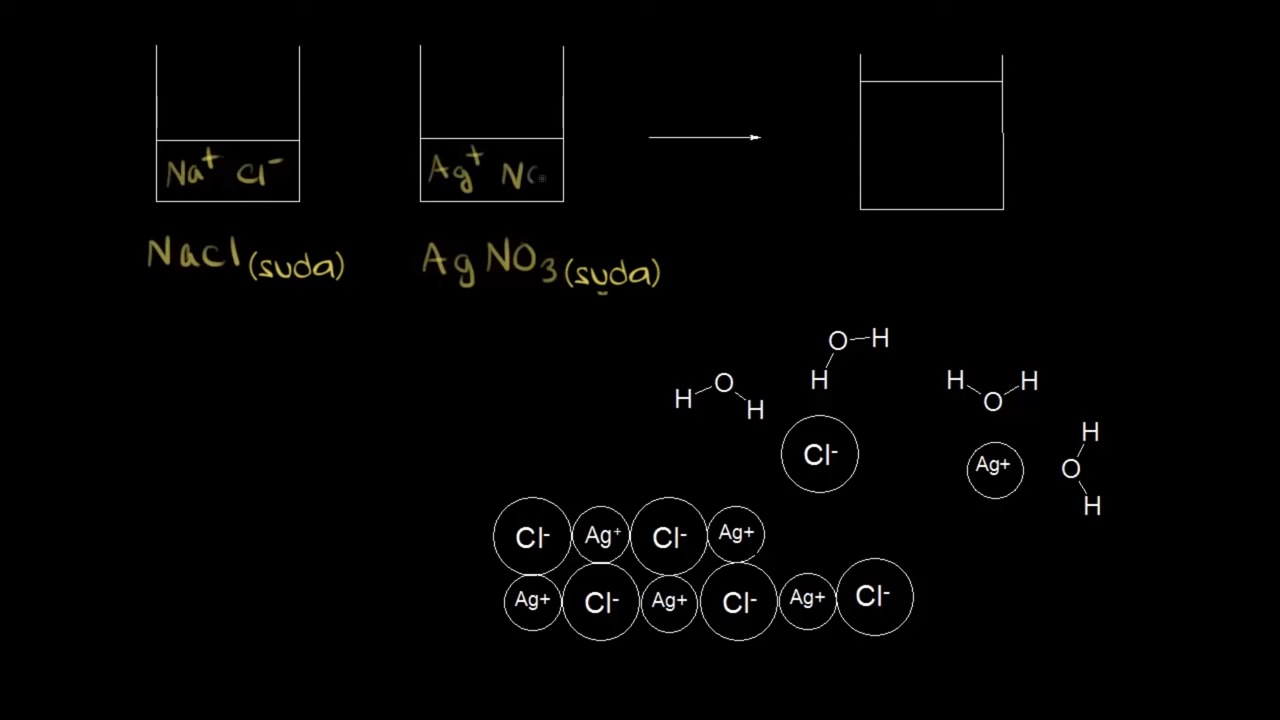 Na⁺ Cl⁻
Ag⁺ NO
NaCl(suda)
AgNO₃(suda)
O H
H
H O H
H O H
Cl⁻
Ag+
H
O
H
Cl⁻ Ag⁺ Cl⁻ Ag+
Ag+ Cl⁻ Ag+ Cl⁻ Ag+ Cl⁻